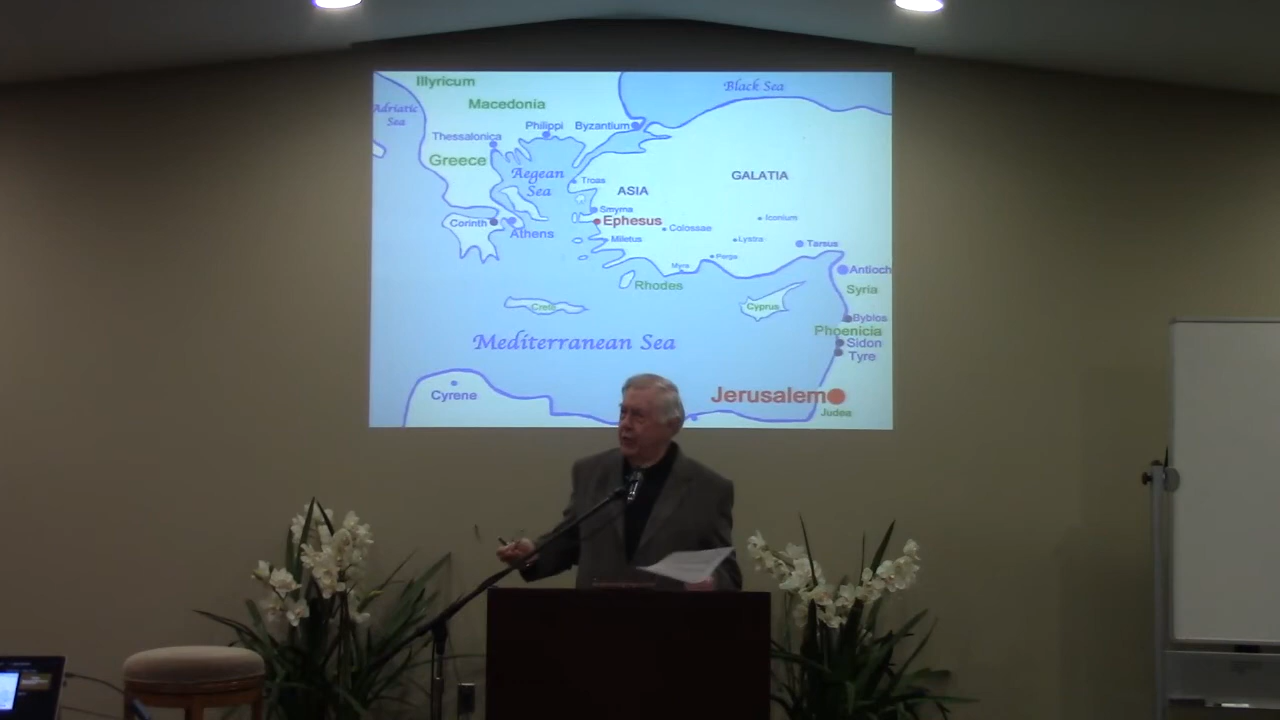 Illyricum
Black Sea
Adriatic
Sea
Macedonia
Philippi
Byzantium
Thessalonica
Greece
Aegean
Sea
Troas
ASIA
GALATIA
Smyrna
Ephesus
Iconium
Corinth
Athens
Colossae
Miletus
Lystra
Tarsus
Perga
Myra
Antioch
Rhodes
Syria
Crete
Cyprus
Byblos
Phoenicia
Sidon
Tyre
Mediterranean Sea
Cyrene
Jerusalem
Judea